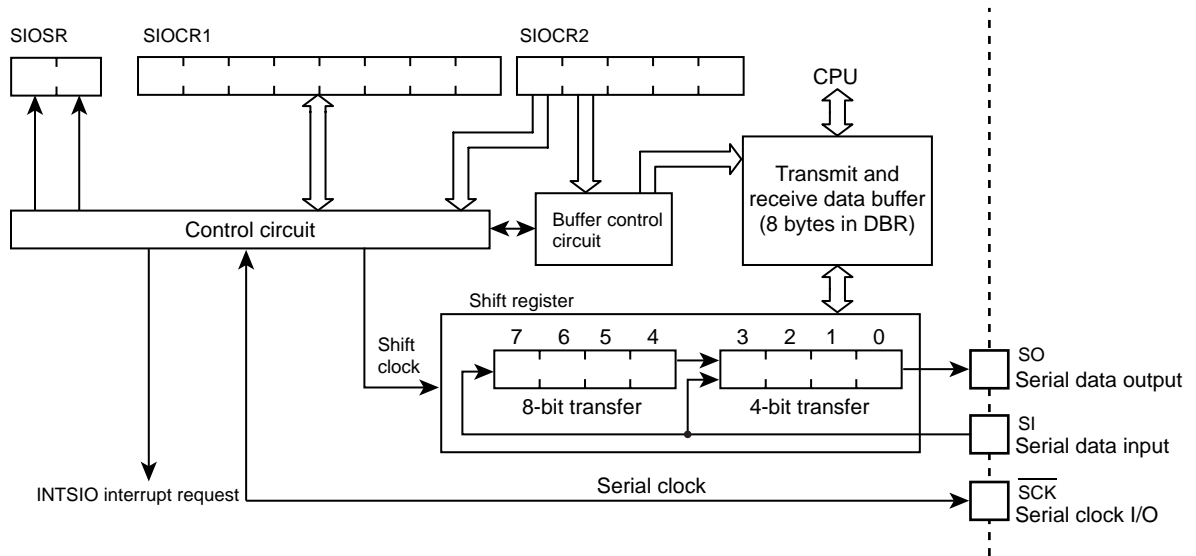 SIOSR
SIOCR1
SIOCR2
CPU
Transmit and
receive data buffer
(8 bytes in DBR)
Control circuit
Buffer control
circuit
Shift register
7 6 5 4 3 2 1 0
Shift
clock
8-bit transfer
4-bit transfer
SO
Serial data output
SI
Serial data input
INTSIO interrupt request
Serial clock
S̅C̅K̅
Serial clock I/O